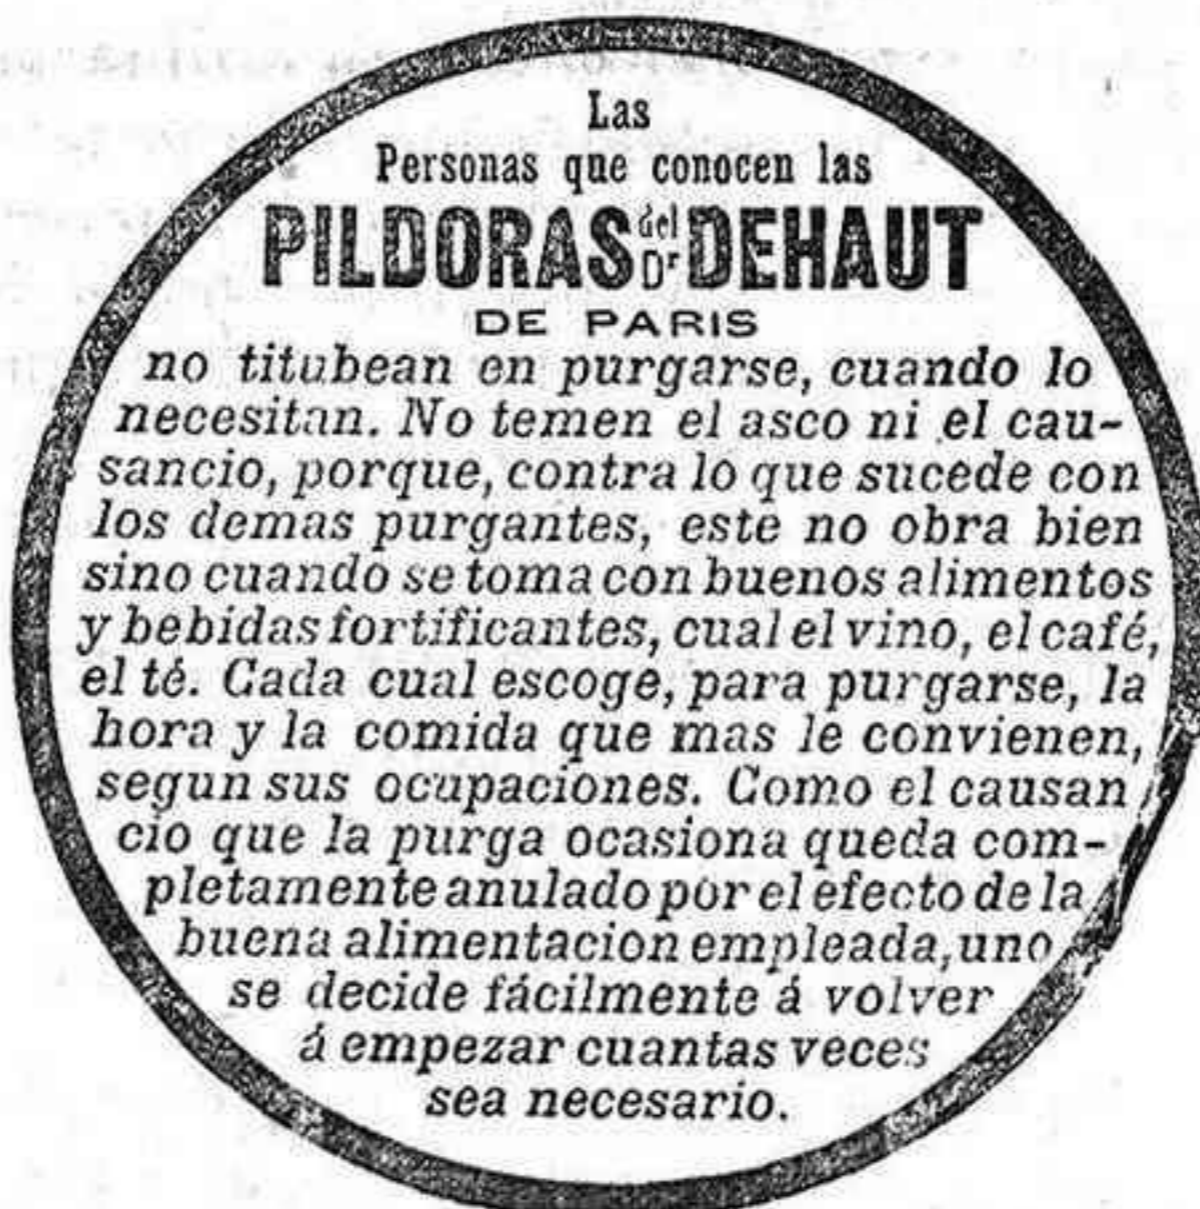 Las
Personas que conocen las
PILDORAS del Dr DEHAUT
DE PARIS
no titubean en purgarse, cuando lo
necesitan. No temen el asco ni el cau-
sancio, porque, contra lo que sucede con
los demas purgantes, este no obra bien
sino cuando se toma con buenos alimentos
y bebidas fortificantes, cual el vino, el café,
el té. Cada cual escoge, para purgarse, la
hora y la comida que mas le convienen,
segun sus ocupaciones. Como el causan
cio que la purga ocasiona queda com-
pletamente anulado por el efecto de la
buena alimentacion empleada, uno
se decide fácilmente á volver
á empezar cuantas veces
sea necesario.